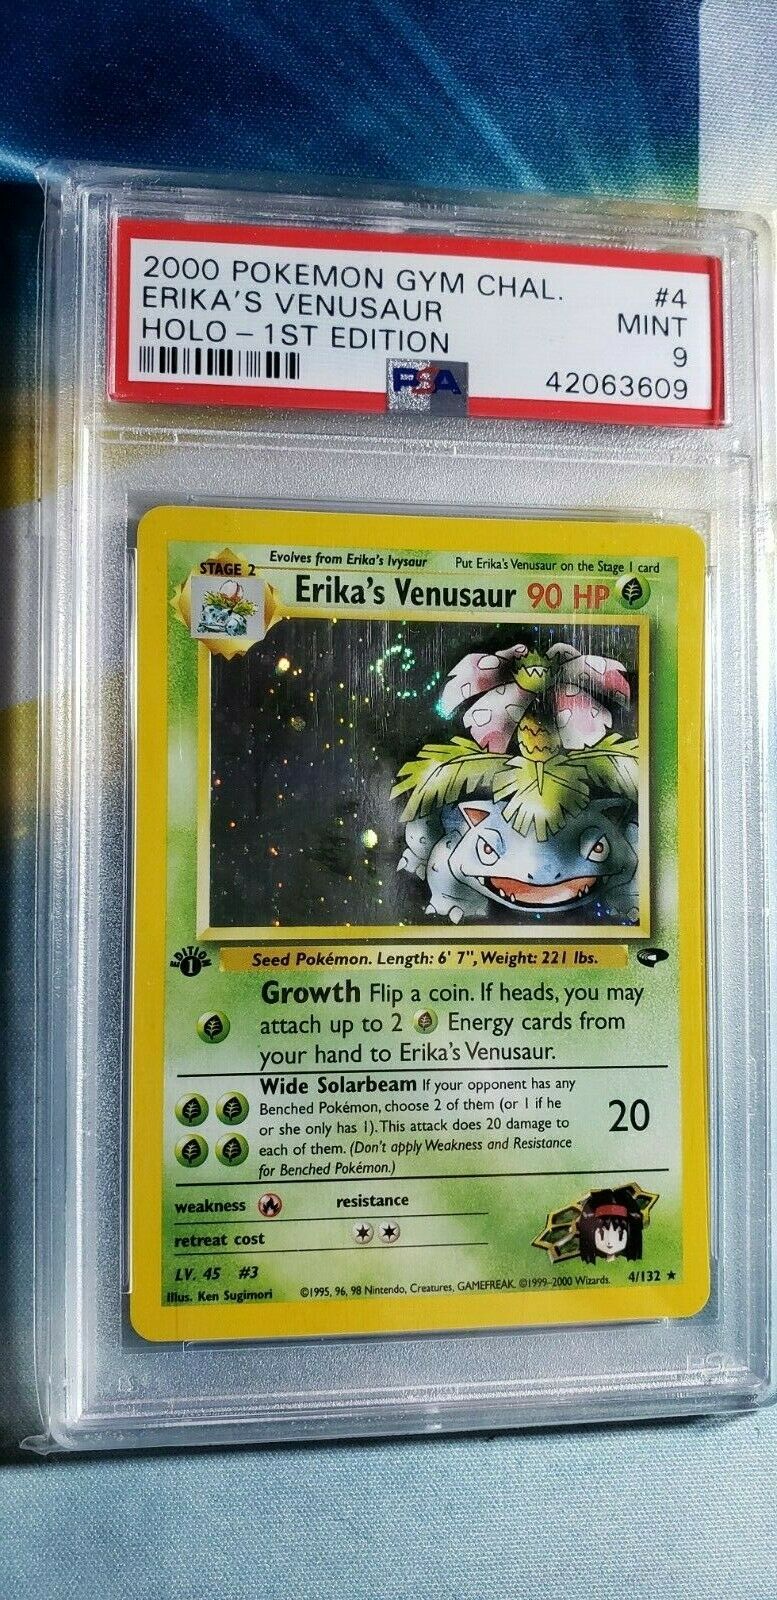 2000 POKEMON GYM CHAL. #4
ERIKA'S VENUSAUR MINT
HOLO – 1ST EDITION 9
PSA 42063609
Evolves from Erika's Ivysaur Put Erika's Venusaur on the Stage 1 card
STAGE 2
Erika's Venusaur 90 HP
EDITION 1
Seed Pokémon. Length: 6' 7", Weight: 221 lbs.
Growth Flip a coin. If heads, you may
attach up to 2 Energy cards from
your hand to Erika's Venusaur.
Wide Solarbeam If your opponent has any
Benched Pokémon, choose 2 of them (or 1 if he
or she only has 1). This attack does 20 damage to
each of them. (Don't apply Weakness and Resistance
for Benched Pokémon.)
20
weakness resistance
retreat cost
LV. 45 #3
Illus. Ken Sugimori ©1995, 96, 98 Nintendo, Creatures, GAMEFREAK. ©1999-2000 Wizards. 4/132 ★